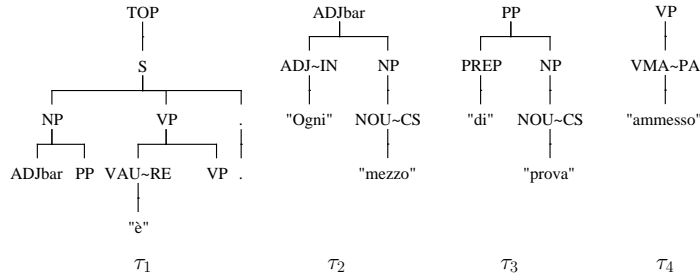 TOP ADJbar PP VP
S ADJ~IN NP PREP NP VMA~PA
NP VP . "Ogni" NOU~CS "di" NOU~CS "ammesso"
ADJbar PP VAU~RE VP . "mezzo" "prova"
"è"
τ1 τ2 τ3 τ4